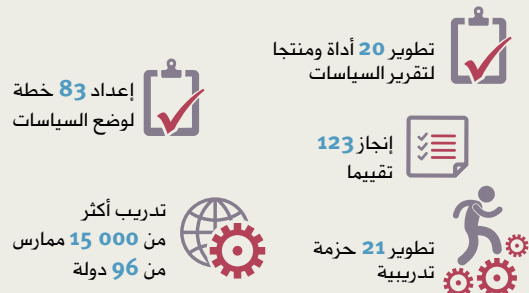 تطوير 20 أداة ومنتجا
لتقرير السياسات
إعداد 83 خطة
لوضع السياسات
إنجاز 123
تقييما
تدريب أكثر
من 000 15 ممارس
من 96 دولة
تطوير 21 حزمة
تدريبية